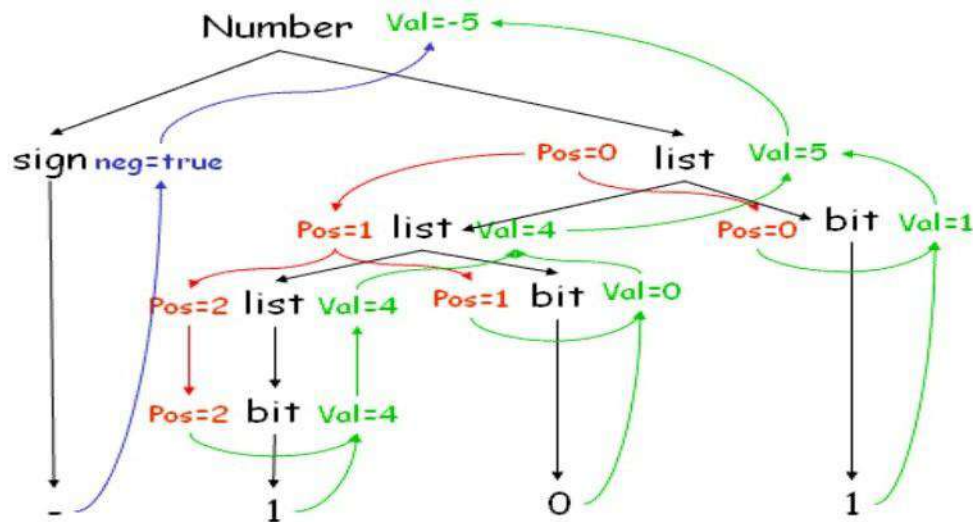 Number Val=-5
sign neg=true Pos=0 list Val=5
Pos=1 list Val=4 Pos=0 bit Val=1
Pos=2 list Val=4 Pos=1 bit Val=0
Pos=2 bit Val=4
- 1 0 1